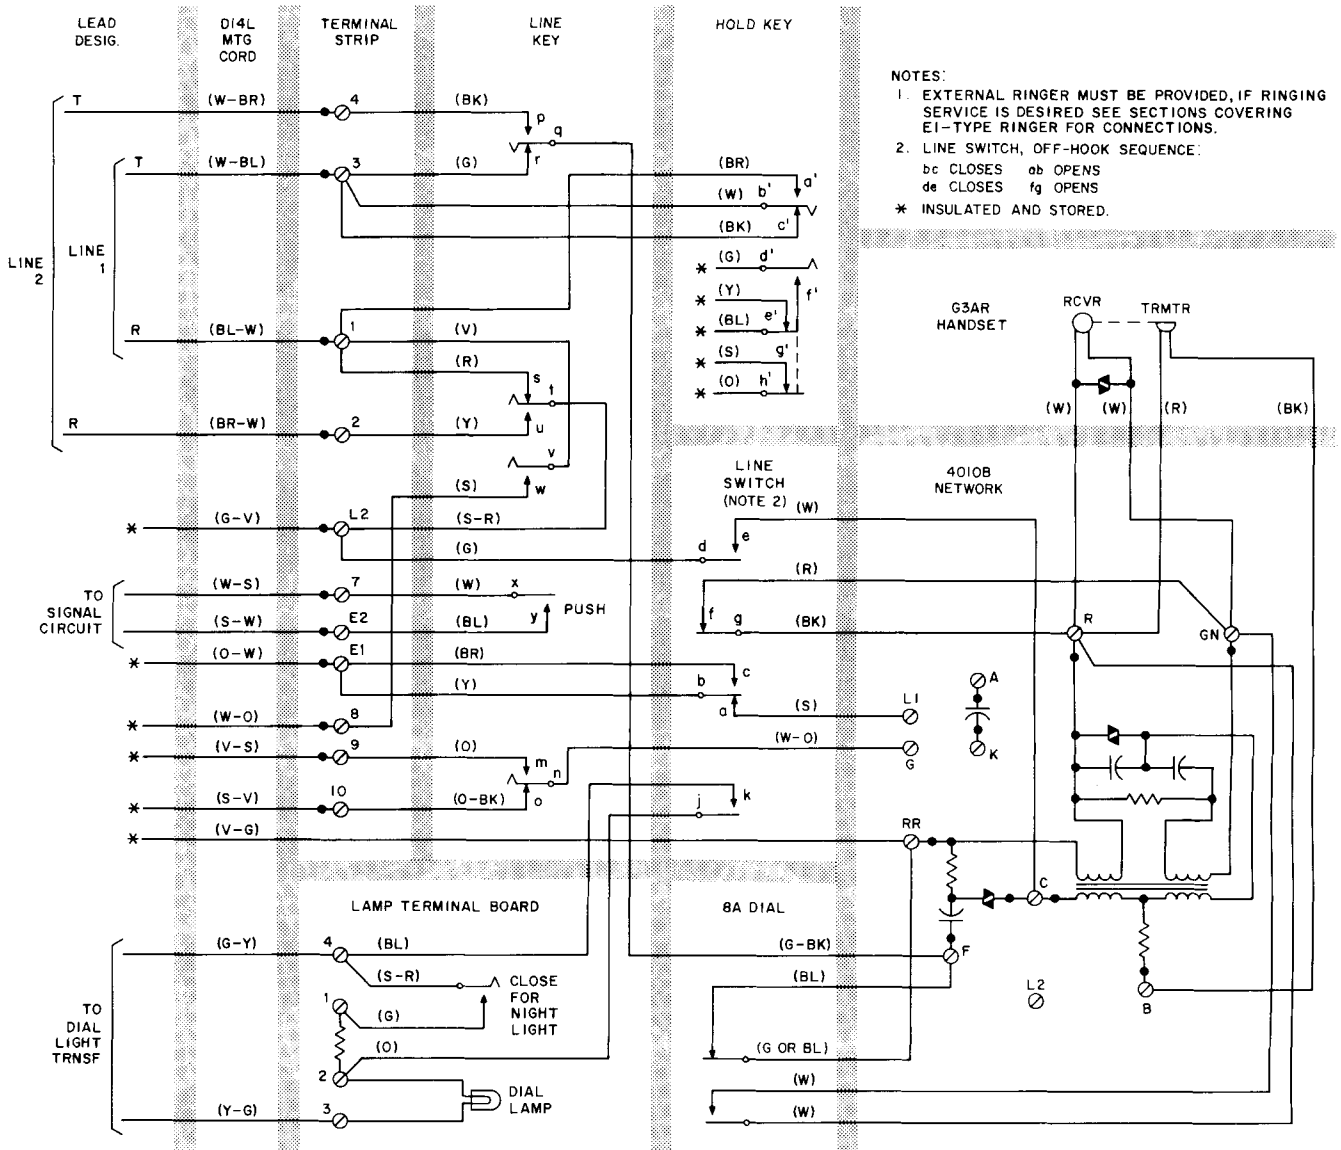 LEAD
DESIG.
D14L
MTG
CORD
TERMINAL
STRIP
LINE
KEY
HOLD KEY
NOTES:
1. EXTERNAL RINGER MUST BE PROVIDED, IF RINGING
SERVICE IS DESIRED SEE SECTIONS COVERING
E1-TYPE RINGER FOR CONNECTIONS.
2. LINE SWITCH, OFF-HOOK SEQUENCE:
bc CLOSES ab OPENS
de CLOSES fg OPENS
* INSULATED AND STORED.
T (W-BR) 4 (BK) p
q
T (W-BL) 3 (G) r
(BR) a'
(W) b'
(BK) c'
LINE
2
LINE
1
* (G) d'
* (Y) f'
* (BL) e'
* (S) g'
* (O) h'
R (BL-W) 1 (V)
(R) s
t
R (BR-W) 2 (Y) u
v
(S) w
* (G-V) L2 (S-R)
(G) d e
G3AR
HANDSET
RCVR TRMTR
(W) (W) (R) (BK)
LINE
SWITCH
(NOTE 2)
(W)
4010B
NETWORK
(R)
f g (BK) R GN
TO
SIGNAL
CIRCUIT
(W-S) 7 (W) x
(S-W) E2 (BL) y PUSH
* (O-W) E1 (BR) c
(Y) b
a (S) L1 A
* (W-O) 8
(W-O) G K
* (V-S) 9 (O) m
n
* (S-V) 10 (O-BK) o
j k
* (V-G) RR
C
LAMP TERMINAL BOARD
8A DIAL
TO
DIAL
LIGHT
TRNSF
(G-Y) 4 (BL)
(S-R)
CLOSE
FOR
NIGHT
LIGHT
1 (G)
(O)
2
DIAL
LAMP
(Y-G) 3
(G-BK) F
(BL)
L2 B
(G OR BL)
(W)
(W)